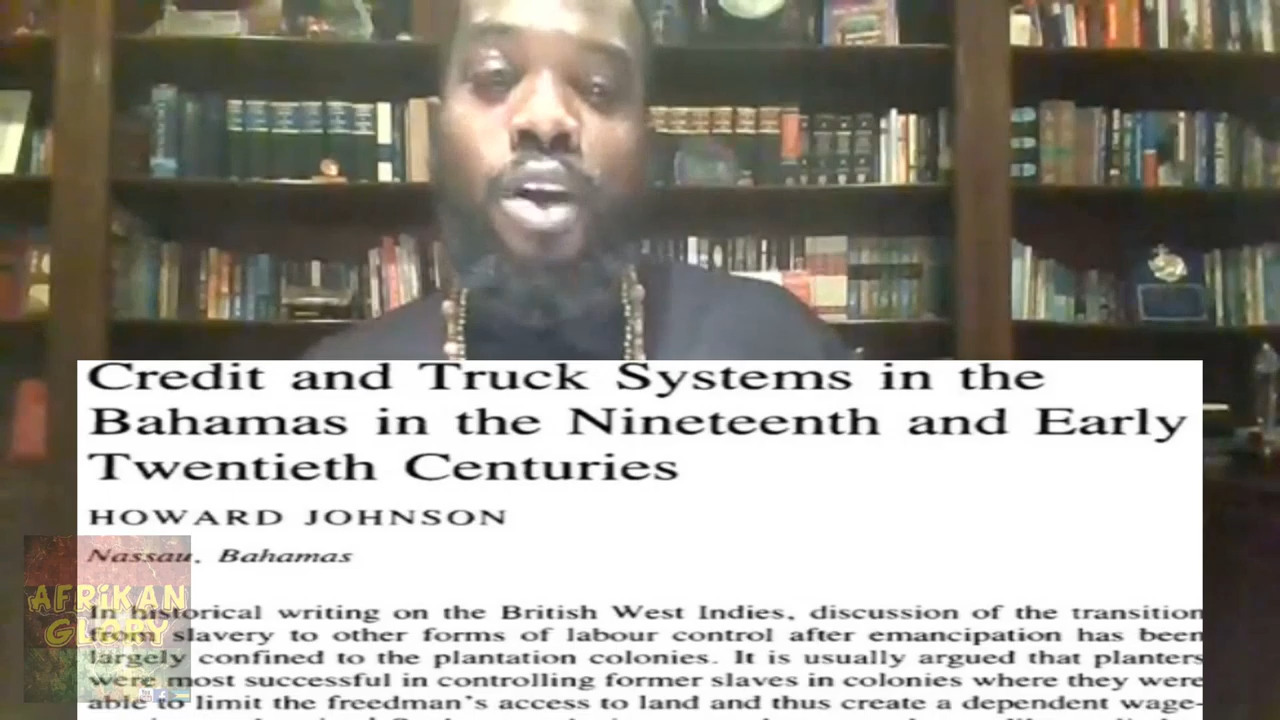 Credit and Truck Systems in the
Bahamas in the Nineteenth and Early
Twentieth Centuries
HOWARD JOHNSON
Nassau, Bahamas
In historical writing on the British West Indies, discussion of the transition
from slavery to other forms of labour control after emancipation has been
largely confined to the plantation colonies. It is usually argued that planters
were most successful in controlling former slaves in colonies where they were
able to limit the freedman's access to land and thus create a dependent wage-
AFRiKAN
GLORY